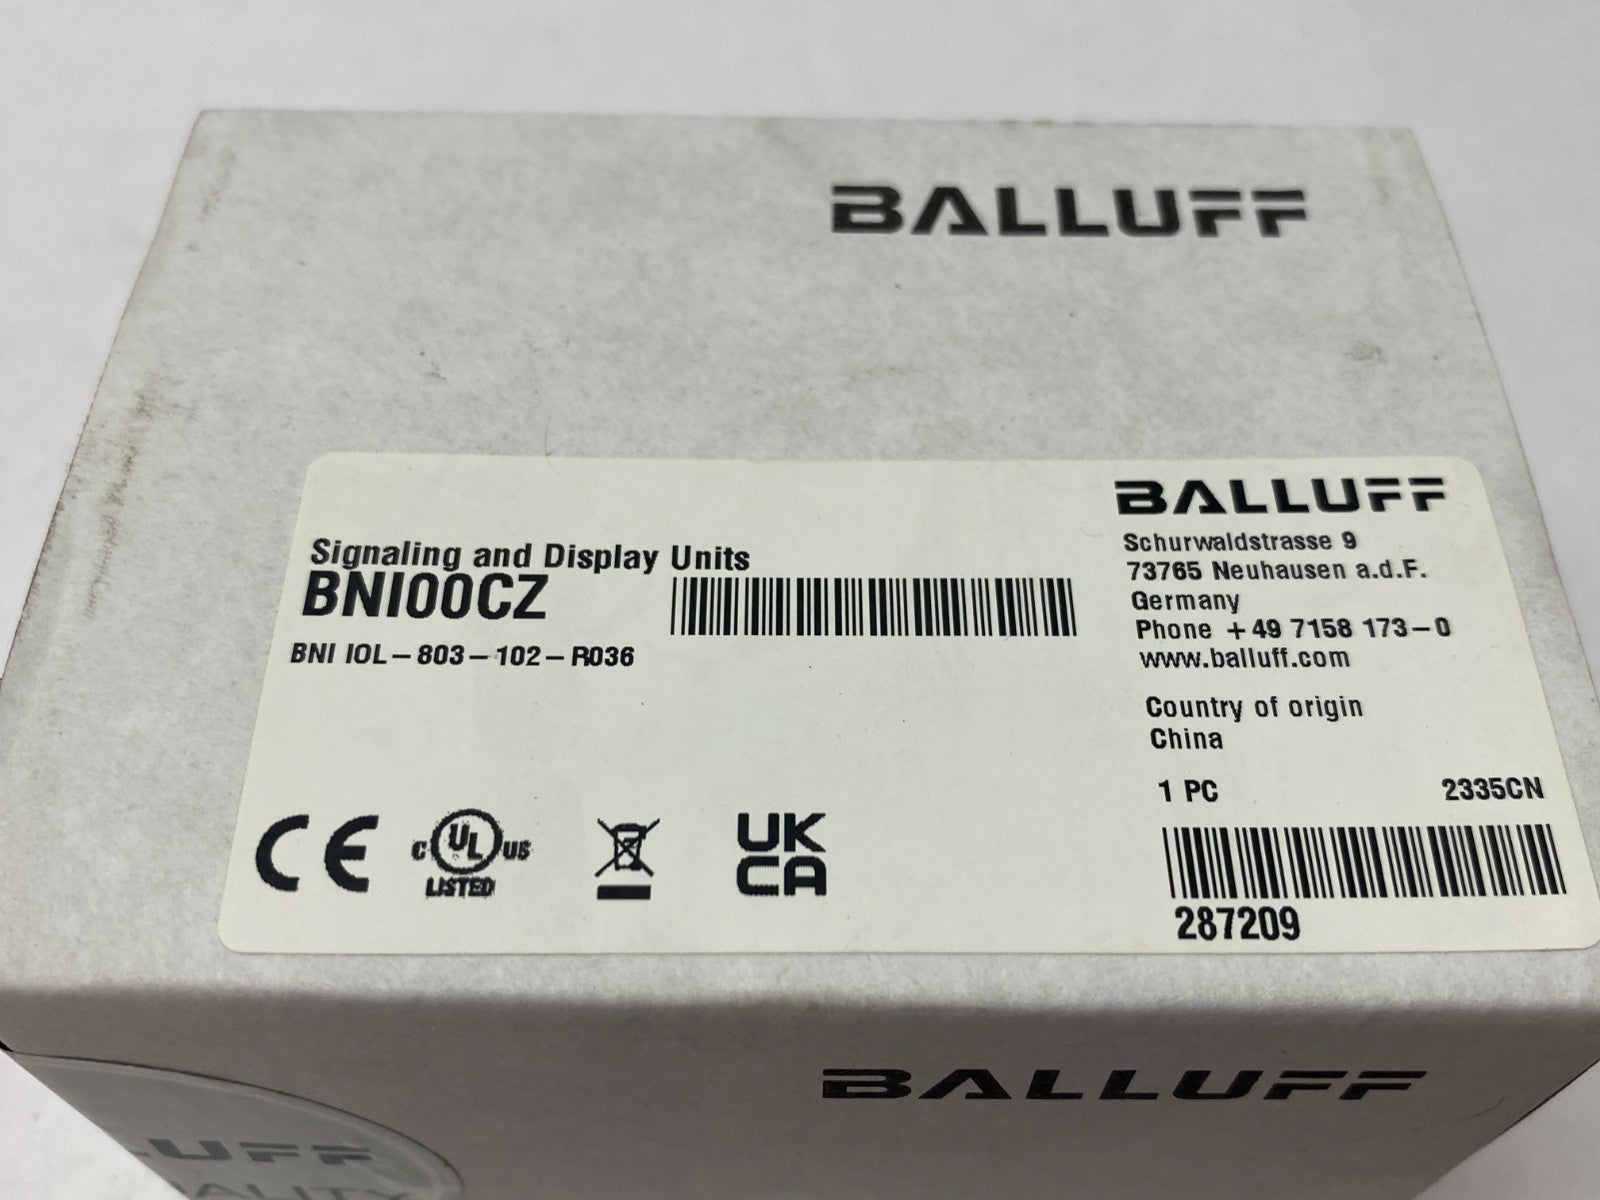 BALLUFF
BALLUFF
Schurwaldstrasse 9
73765 Neuhausen a.d.F.
Germany
Phone +49 7158 173-0
www.balluff.com
Signaling and Display Units
BNI00CZ
BNI IOL-803-102-R036
Country of origin
China
1 PC 2335CN
CE
c UL us
LISTED
UK
CA
287209
BALLUFF
LUFF
ALITY